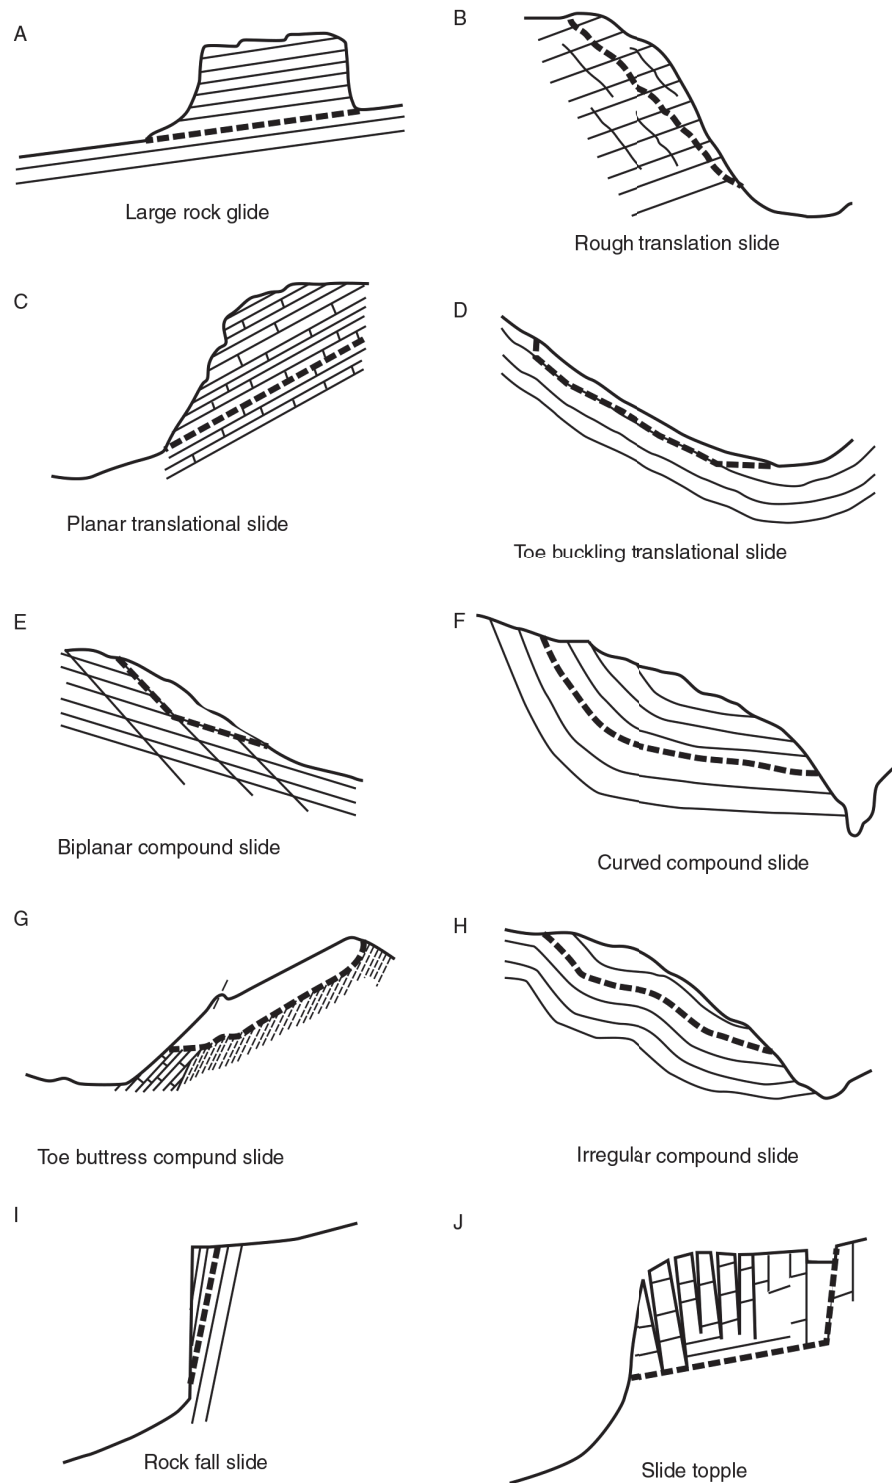 A
Large rock glide
B
Rough translation slide
C
Planar translational slide
D
Toe buckling translational slide
E
Biplanar compound slide
F
Curved compound slide
G
Toe buttress compund slide
H
Irregular compound slide
I
Rock fall slide
J
Slide topple